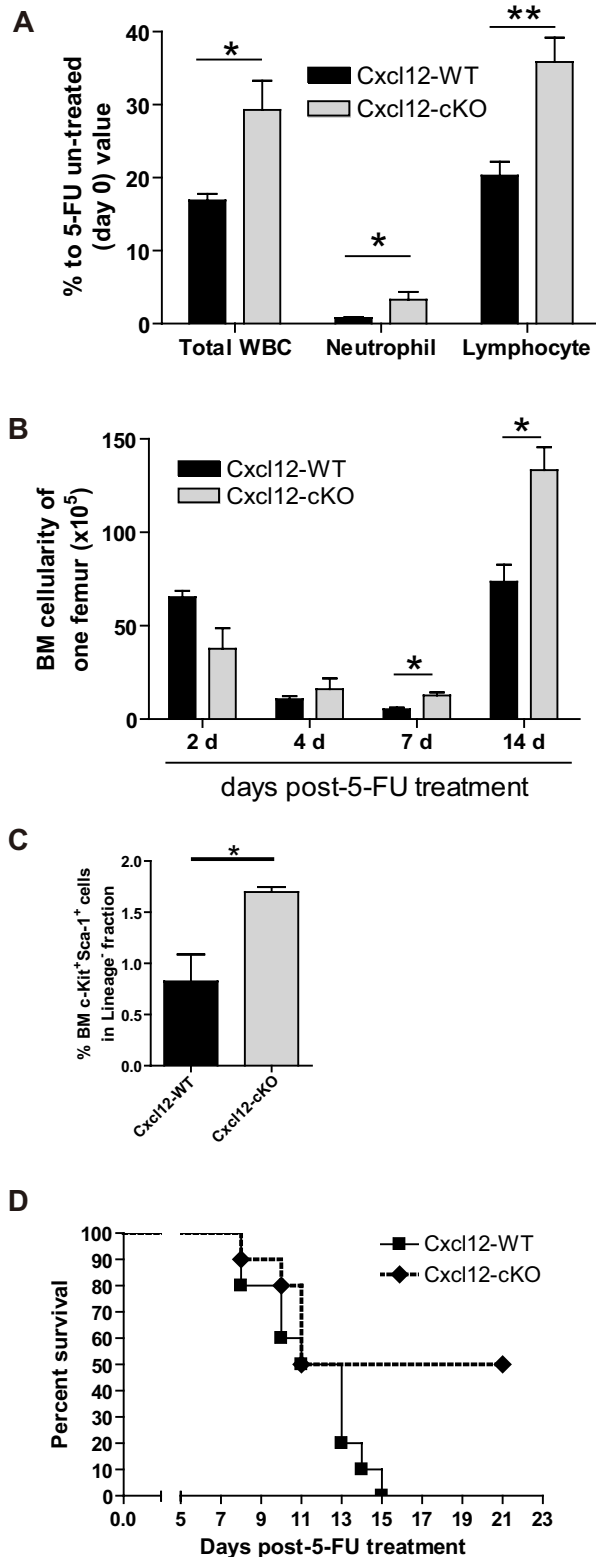 A
% to 5-FU un-treated
(day 0) value
40
30
20
10
0
*
*
**
Cxcl12-WT
Cxcl12-cKO
Total WBC
Neutrophil
Lymphocyte
B
BM cellularity of
one femur (x10⁵)
150
100
50
0
Cxcl12-WT
Cxcl12-cKO
*
*
2 d
4 d
7 d
14 d
days post-5-FU treatment
C
% BM c-Kit⁺Sca-1⁺ cells
in Lineage⁻ fraction
2.0
1.5
1.0
0.5
0.0
*
Cxcl12-WT
Cxcl12-cKO
D
Percent survival
100
90
80
70
60
50
40
30
20
10
0
Cxcl12-WT
Cxcl12-cKO
0.0
5
7
9
11
13
15
17
19
21
23
Days post-5-FU treatment